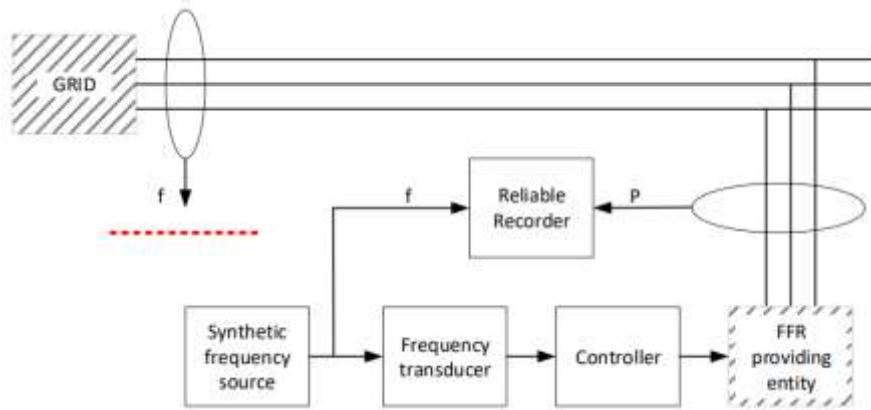 GRID
f
f
Reliable
Recorder
P
Synthetic
frequency
source
Frequency
transducer
Controller
FFR
providing
entity